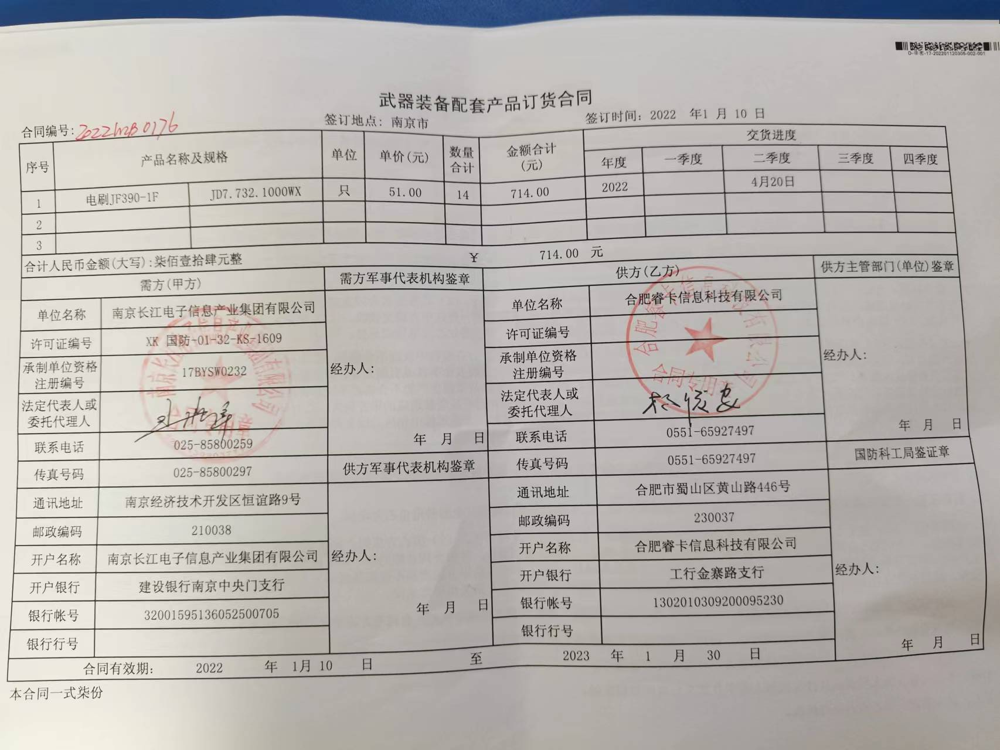 D-非密-17-202201120305-002-001
武器装备配套产品订货合同
合同编号: 签订地点: 南京市 签订时间: 2022 年1 月 10 日
序号 产品名称及规格 单位 单价(元) 数量合计 金额合计(元) 交货进度
年度 一季度 二季度 三季度 四季度
1 电刷JF390-1F JD7.732.1000WX 只 51.00 14 714.00 2022 4月20日
2
3
合计人民币金额(大写):柒佰壹拾肆元整 ¥ 714.00 元
需方(甲方) 需方军事代表机构鉴章 供方(乙方) 供方主管部门(单位)鉴章
单位名称 南京长江电子信息产业集团有限公司 单位名称 合肥睿卡信息科技有限公司
许可证编号 XK 国防-01-32-KS-1609 许可证编号
承制单位资格注册编号 17BYSW0232 经办人: 承制单位资格注册编号 经办人:
法定代表人或委托代理人 法定代表人或委托代理人
联系电话 025-85800259 年 月 日 联系电话 0551-65927497 年 月 日
传真号码 025-85800297 供方军事代表机构鉴章 传真号码 0551-65927497 国防科工局鉴证章
通讯地址 南京经济技术开发区恒谊路9号 通讯地址 合肥市蜀山区黄山路446号
邮政编码 210038 邮政编码 230037
开户名称 南京长江电子信息产业集团有限公司 经办人: 开户名称 合肥睿卡信息科技有限公司 经办人:
开户银行 建设银行南京中央门支行 开户银行 工行金寨路支行
银行帐号 32001595136052500705 年 月 日 银行帐号 1302010309200095230
银行行号 银行行号 年 月 日
合同有效期: 2022 年 1月 10 日 至 2023 年 1 月 30 日
本合同一式柒份
合肥睿卡信息科技有限公司
合同专用章